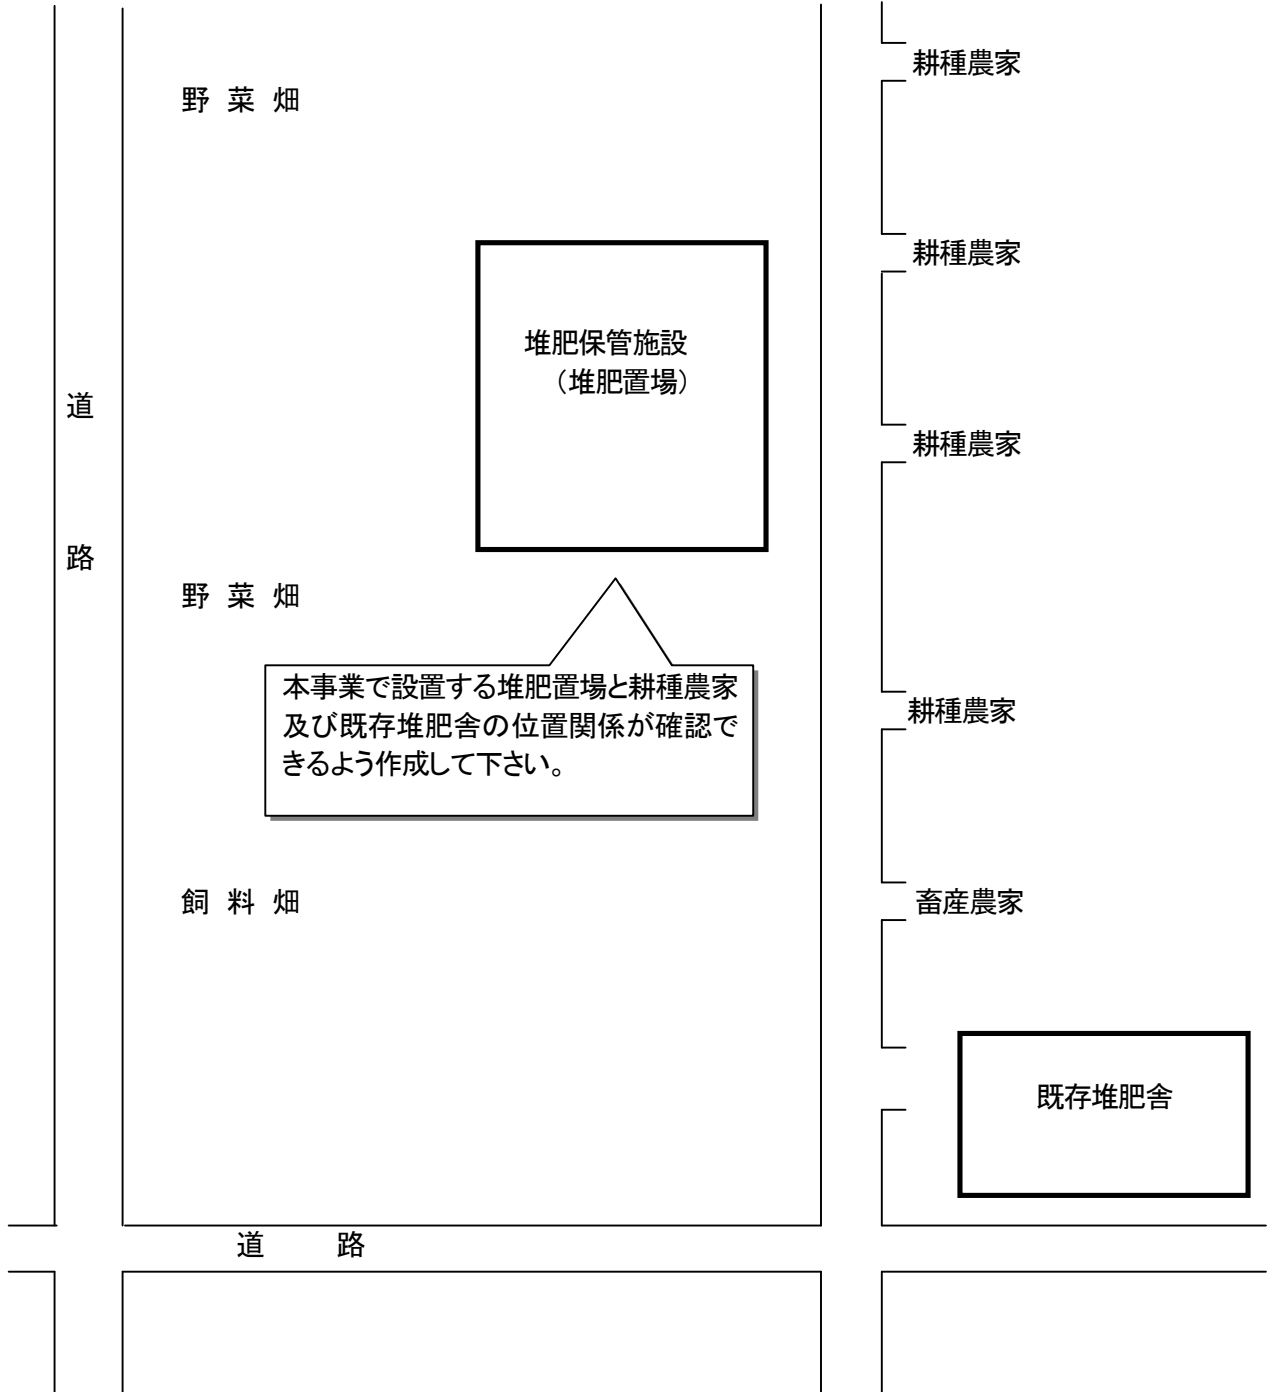 耕種農家
野 菜 畑
耕種農家
堆肥保管施設
（堆肥置場）
道
路
耕種農家
野 菜 畑
本事業で設置する堆肥置場と耕種農家
及び既存堆肥舎の位置関係が確認で
きるよう作成して下さい。
耕種農家
飼 料 畑
畜産農家
既存堆肥舎
道 路